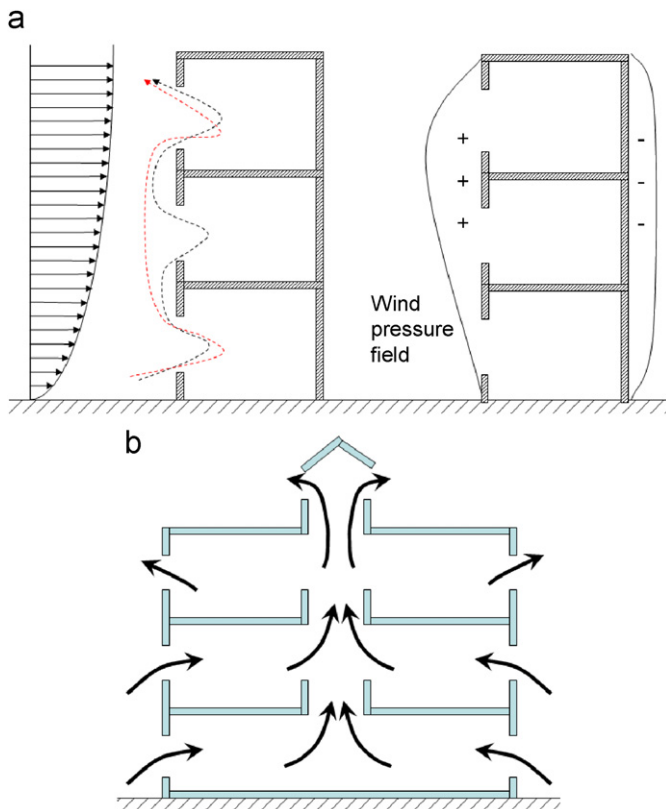 a
+ -
+ -
+ -
Wind
pressure
field
b